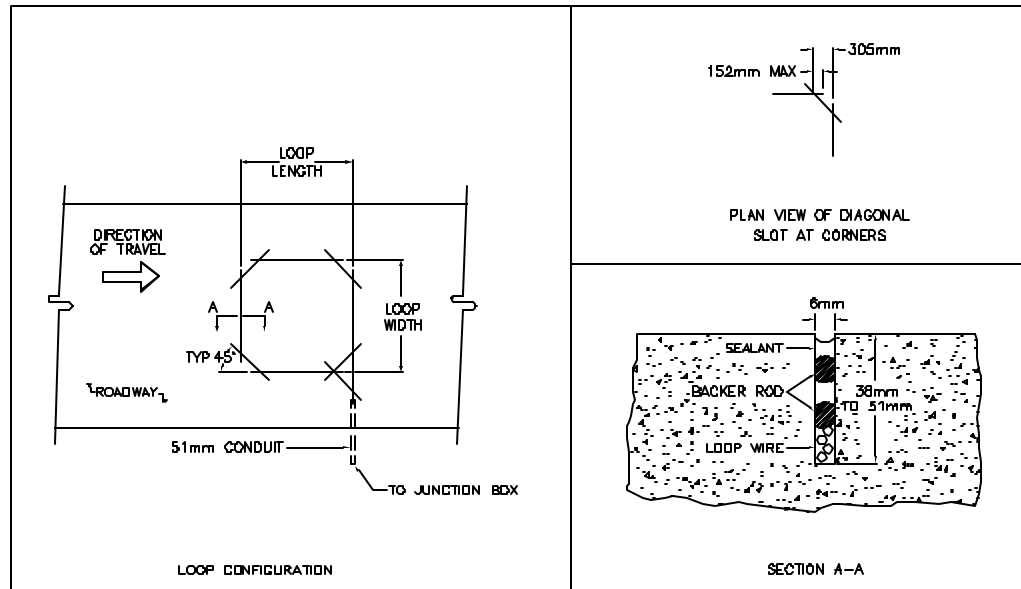 LOOP
LENGTH
DIRECTION
OF TRAVEL
A A
LOOP
WIDTH
TYP 45°
ROADWAY
51mm CONDUIT
TO JUNCTION BOX
LOOP CONFIGURATION
305mm
152mm MAX
PLAN VIEW OF DIAGONAL
SLOT AT CORNERS
6mm
SEALANT
BACKER ROD
38mm
TO 51mm
LOOP WIRE
SECTION A-A